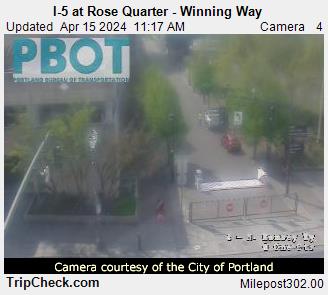 I-5 at Rose Quarter - Winning Way
Updated Apr 15 2024 11:17 AM Camera 4
PBOT
PORTLAND BUREAU OF TRANSPORTATION
Camera courtesy of the City of Portland
TripCheck.com Milepost302.00